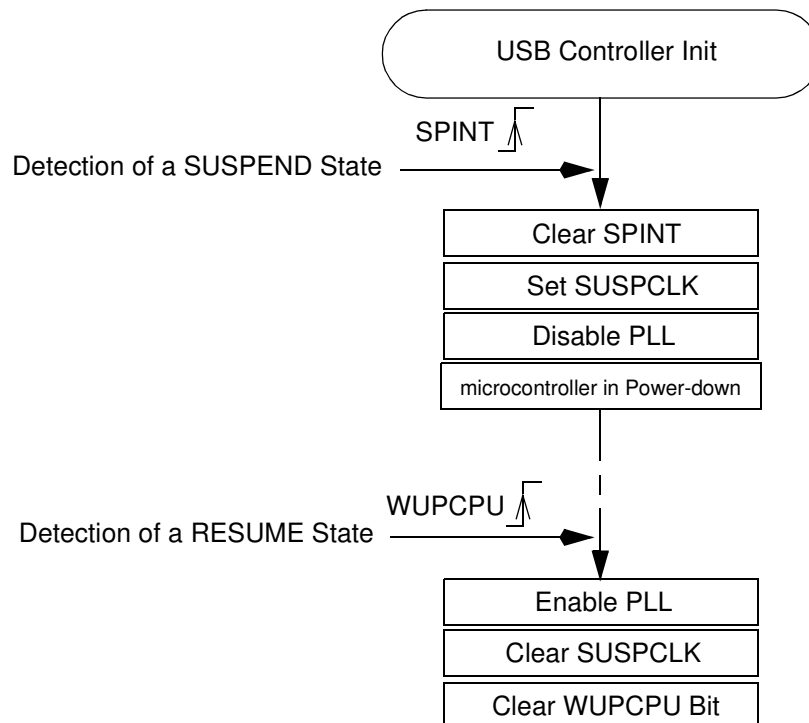 USB Controller Init
SPINT
Detection of a SUSPEND State
Clear SPINT
Set SUSPCLK
Disable PLL
microcontroller in Power-down
WUPCPU
Detection of a RESUME State
Enable PLL
Clear SUSPCLK
Clear WUPCPU Bit